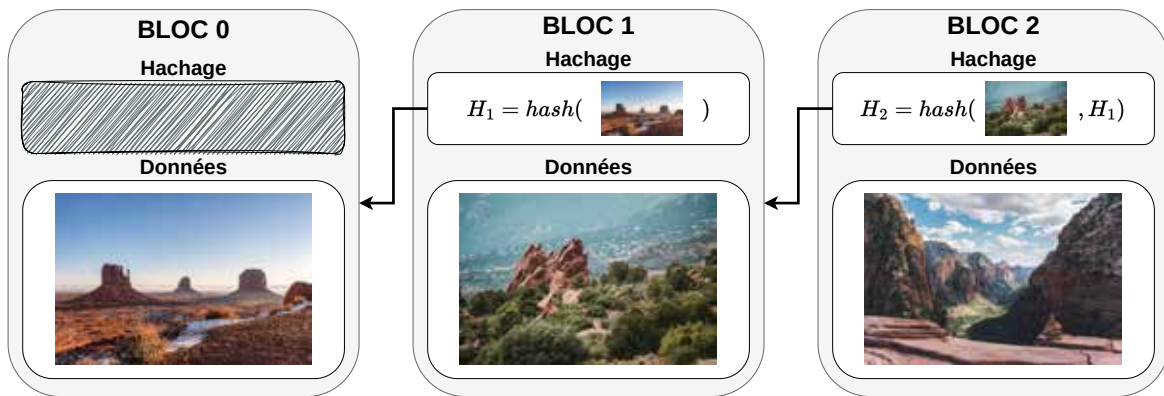 BLOC 0
Hachage
Données
BLOC 1
Hachage
H₁ = hash( )
Données
BLOC 2
Hachage
H₂ = hash( , H₁)
Données